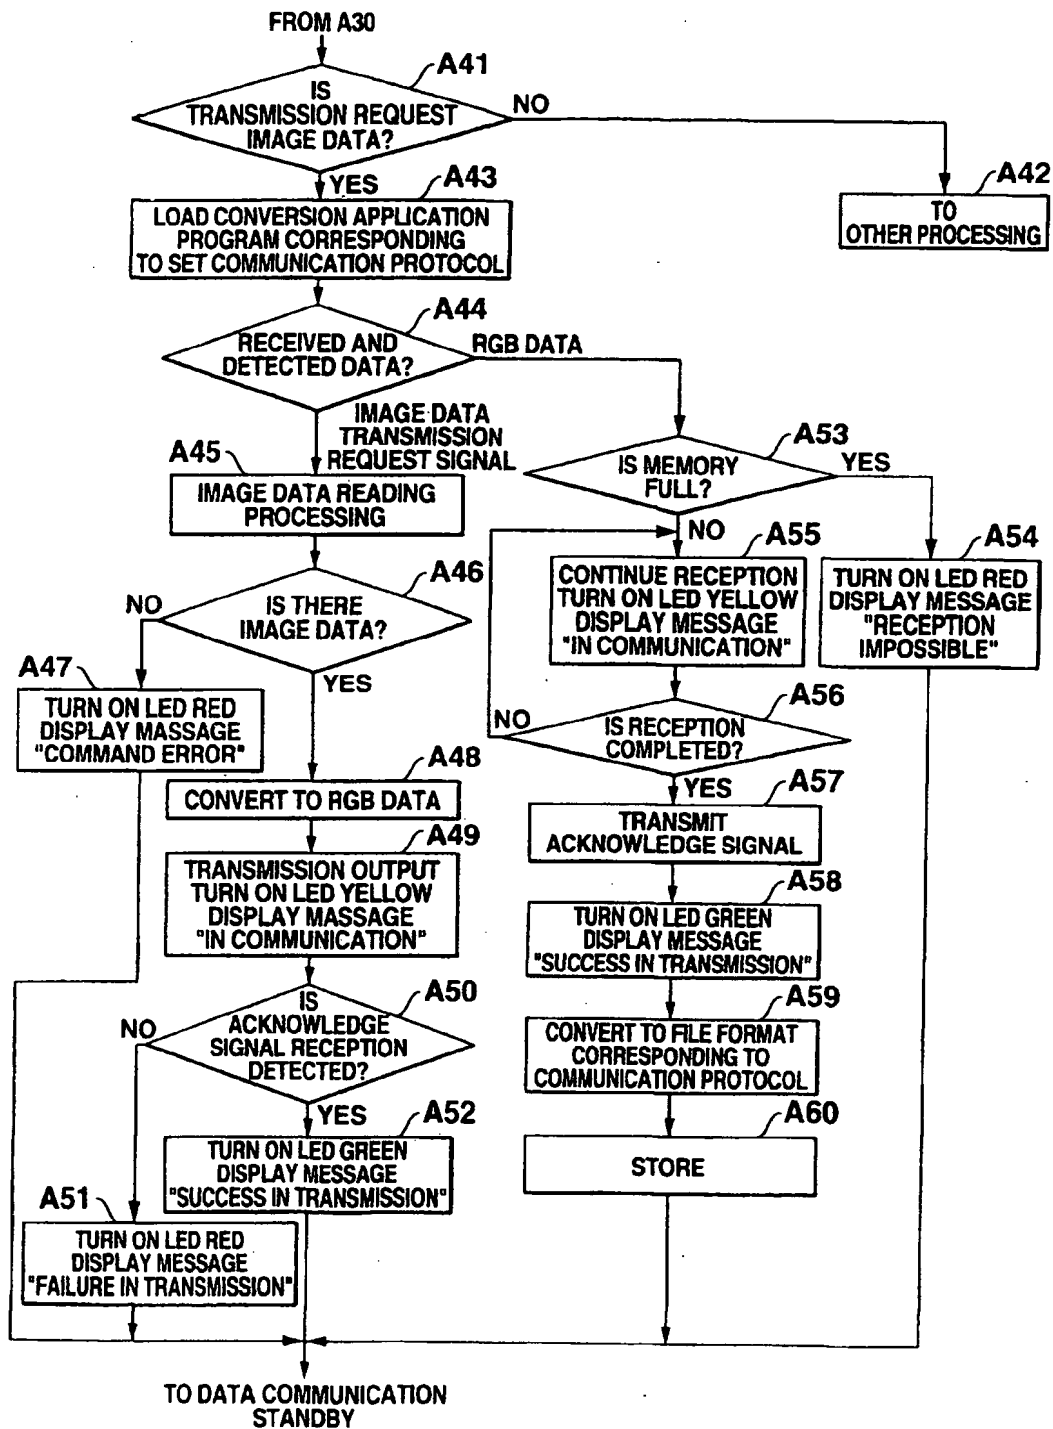 FROM A30
A41
IS
TRANSMISSION REQUEST
IMAGE DATA?
NO
YES
A43
A42
LOAD CONVERSION APPLICATION
PROGRAM CORRESPONDING
TO SET COMMUNICATION PROTOCOL
TO
OTHER PROCESSING
A44
RECEIVED AND
DETECTED DATA?
RGB DATA
IMAGE DATA
TRANSMISSION
REQUEST SIGNAL
A45
IMAGE DATA READING
PROCESSING
A53
IS MEMORY
FULL?
YES
NO
A46
IS THERE
IMAGE DATA?
NO
YES
A55
CONTINUE RECEPTION
TURN ON LED YELLOW
DISPLAY MESSAGE
"IN COMMUNICATION"
A54
TURN ON LED RED
DISPLAY MESSAGE
"RECEPTION
IMPOSSIBLE"
A47
TURN ON LED RED
DISPLAY MASSAGE
"COMMAND ERROR"
A56
IS RECEPTION
COMPLETED?
NO
YES
A48
CONVERT TO RGB DATA
A57
TRANSMIT
ACKNOWLEDGE SIGNAL
A49
TRANSMISSION OUTPUT
TURN ON LED YELLOW
DISPLAY MASSAGE
"IN COMMUNICATION"
A58
TURN ON LED GREEN
DISPLAY MESSAGE
"SUCCESS IN TRANSMISSION"
A50
IS
ACKNOWLEDGE
SIGNAL RECEPTION
DETECTED?
NO
YES
A59
CONVERT TO FILE FORMAT
CORRESPONDING TO
COMMUNICATION PROTOCOL
A52
TURN ON LED GREEN
DISPLAY MESSAGE
"SUCCESS IN TRANSMISSION"
A60
STORE
A51
TURN ON LED RED
DISPLAY MESSAGE
"FAILURE IN TRANSMISSION"
TO DATA COMMUNICATION
STANDBY